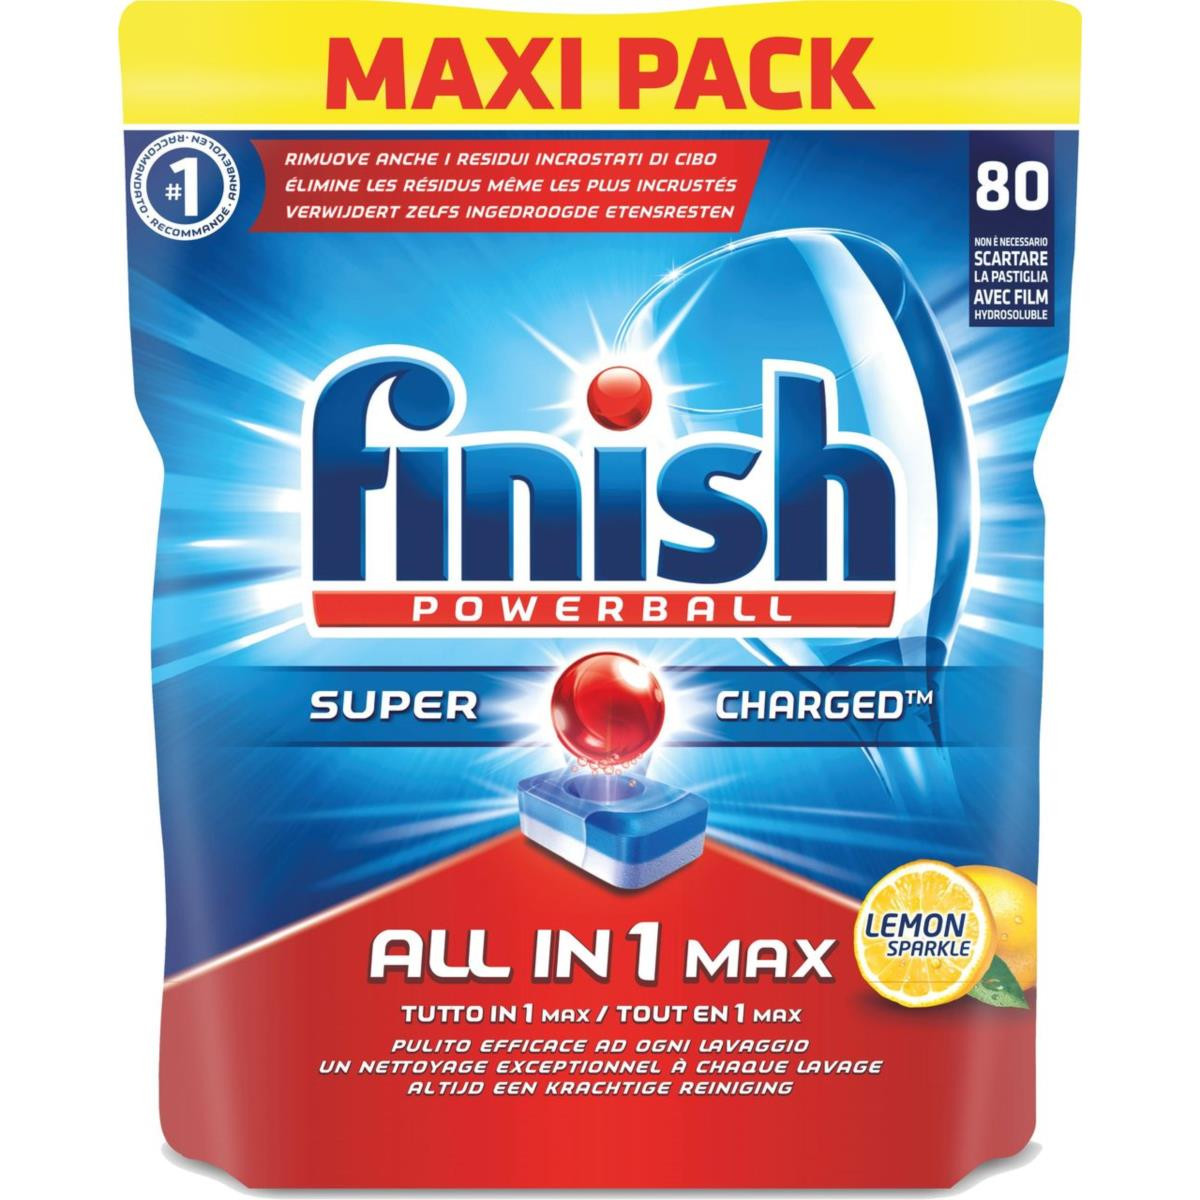 MAXI PACK
#1
RACCOMANDATO · RECOMMANDÉ · AANBEVOLEN ·
RIMUOVE ANCHE I RESIDUI INCROSTATI DI CIBO
ÉLIMINE LES RÉSIDUS MÊME LES PLUS INCRUSTÉS
VERWIJDERT ZELFS INGEDROOGDE ETENSRESTEN
80
NON È NECESSARIO
SCARTARE
LA PASTIGLIA
AVEC FILM
HYDROSOLUBLE
finish
POWERBALL
SUPER CHARGED™
ALL IN 1 MAX
LEMON
SPARKLE
TUTTO IN 1 MAX / TOUT EN 1 MAX
PULITO EFFICACE AD OGNI LAVAGGIO
UN NETTOYAGE EXCEPTIONNEL À CHAQUE LAVAGE
ALTIJD EEN KRACHTIGE REINIGING